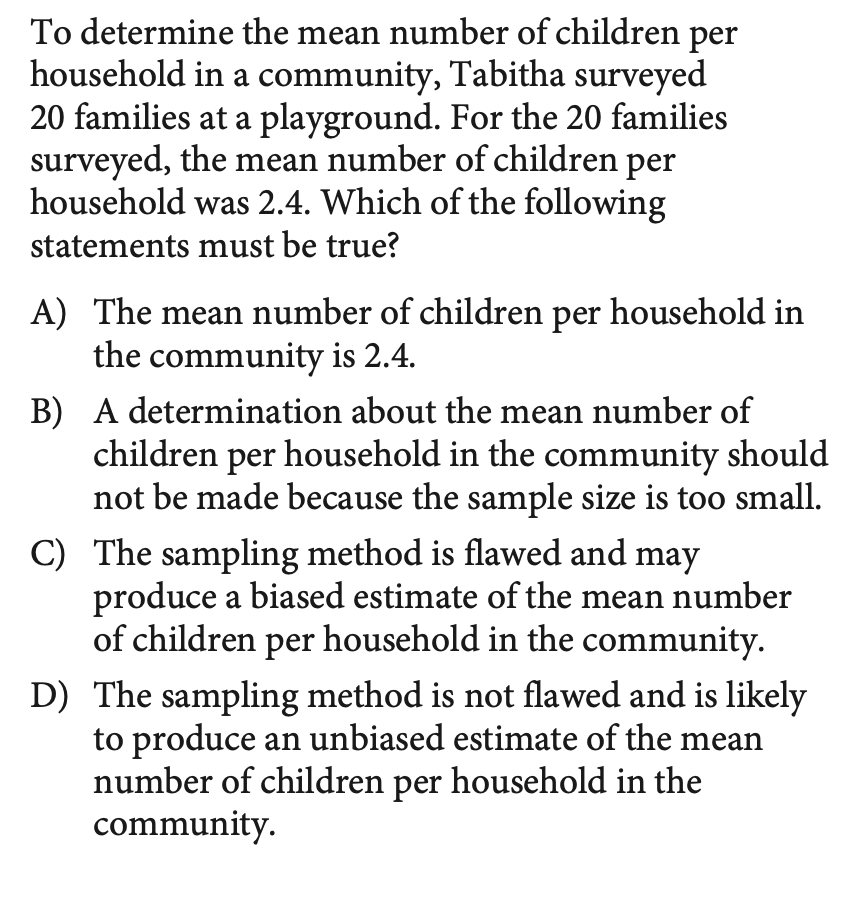 To determine the mean number of children per
household in a community, Tabitha surveyed
20 families at a playground. For the 20 families
surveyed, the mean number of children per
household was 2.4. Which of the following
statements must be true?
A) The mean number of children per household in
the community is 2.4.
B) A determination about the mean number of
children per household in the community should
not be made because the sample size is too small.
C) The sampling method is flawed and may
produce a biased estimate of the mean number
of children per household in the community.
D) The sampling method is not flawed and is likely
to produce an unbiased estimate of the mean
number of children per household in the
community.